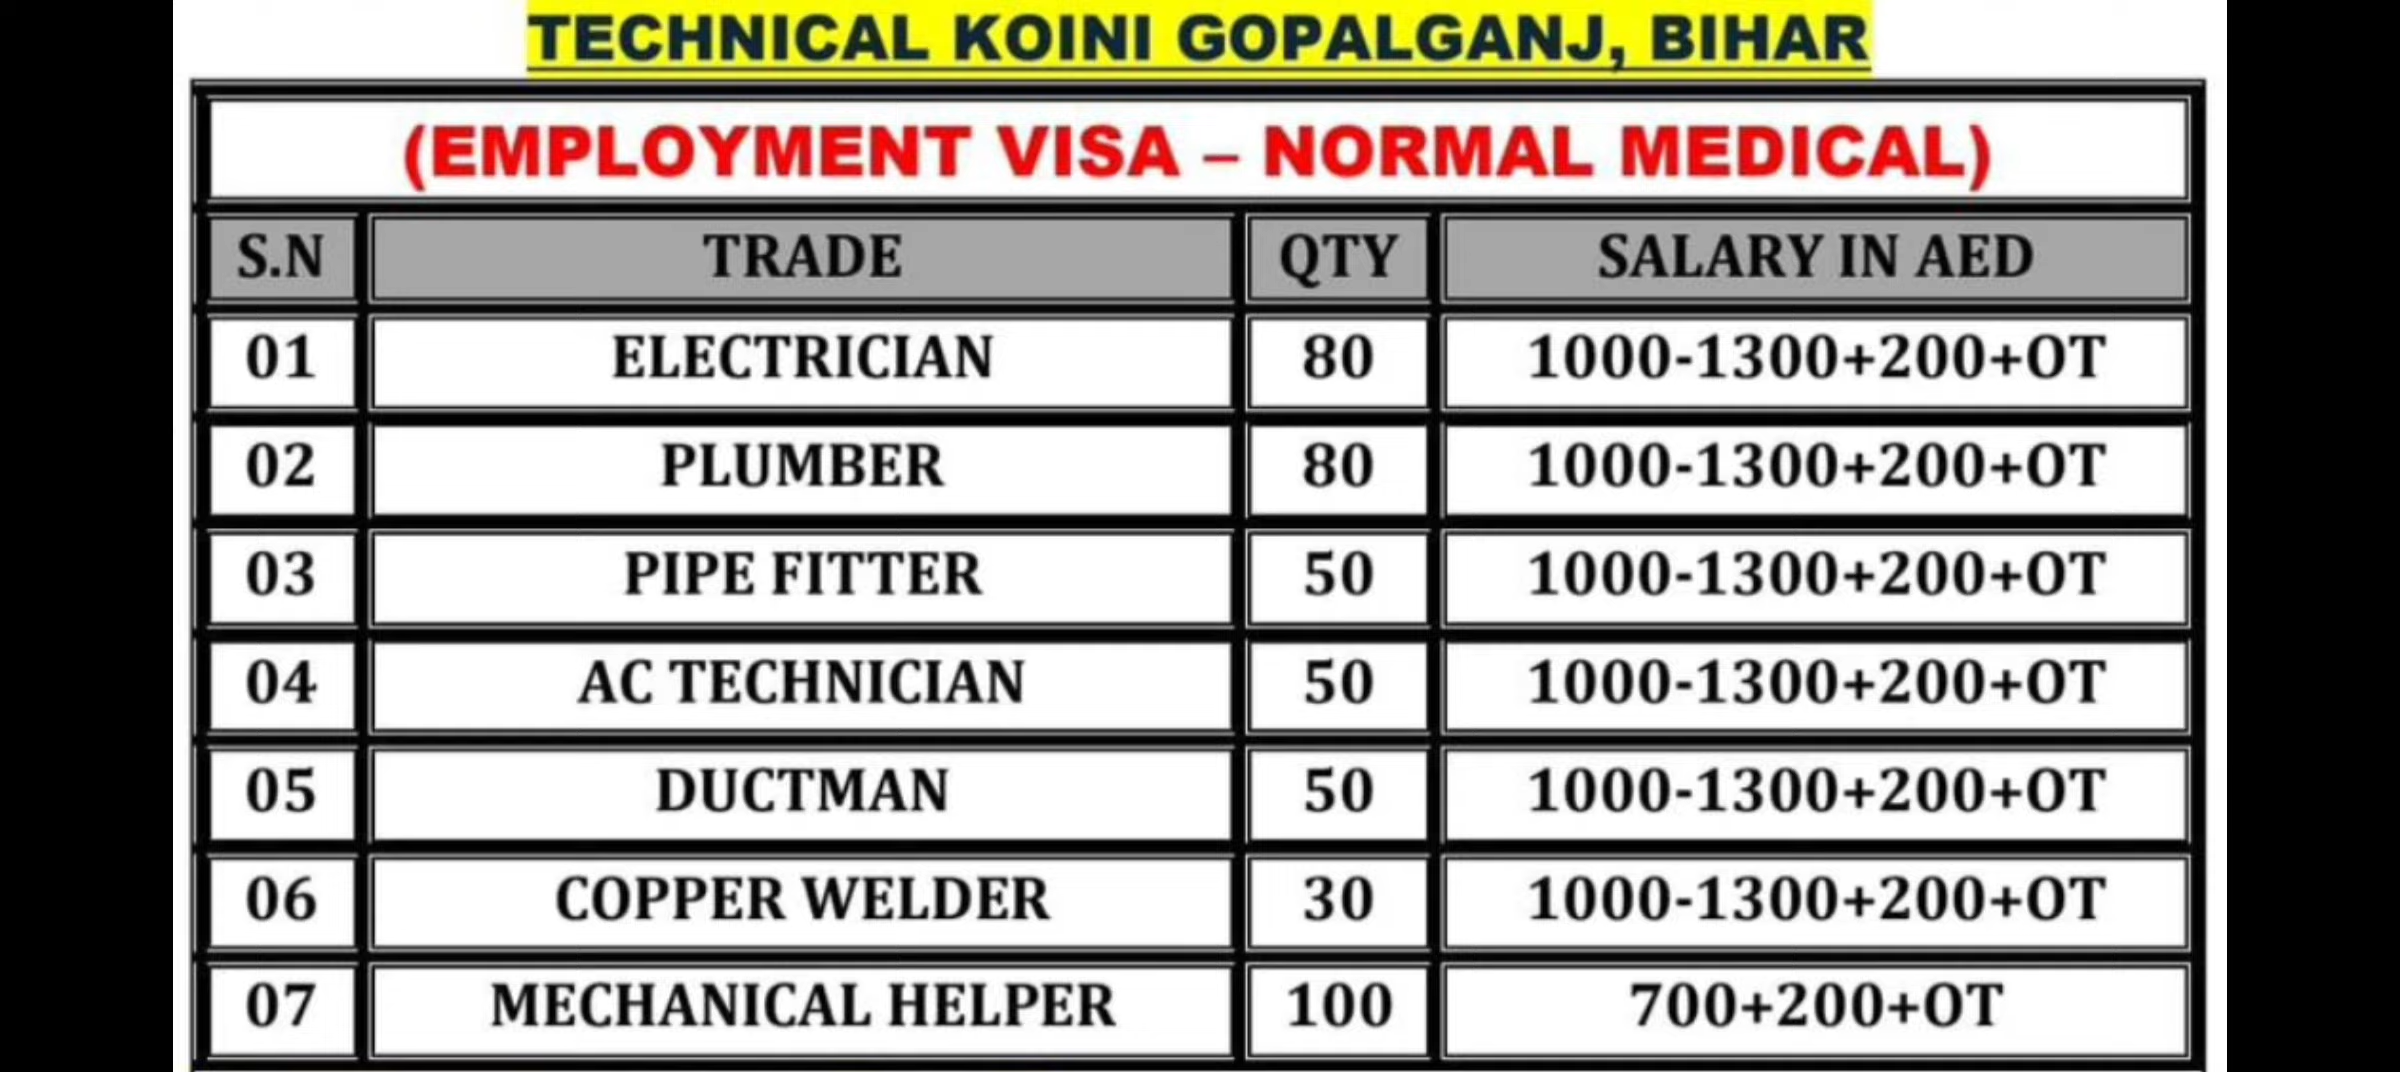 TECHNICAL KOINI GOPALGANJ, BIHAR
(EMPLOYMENT VISA – NORMAL MEDICAL)
S.N TRADE QTY SALARY IN AED
01 ELECTRICIAN 80 1000-1300+200+OT
02 PLUMBER 80 1000-1300+200+OT
03 PIPE FITTER 50 1000-1300+200+OT
04 AC TECHNICIAN 50 1000-1300+200+OT
05 DUCTMAN 50 1000-1300+200+OT
06 COPPER WELDER 30 1000-1300+200+OT
07 MECHANICAL HELPER 100 700+200+OT